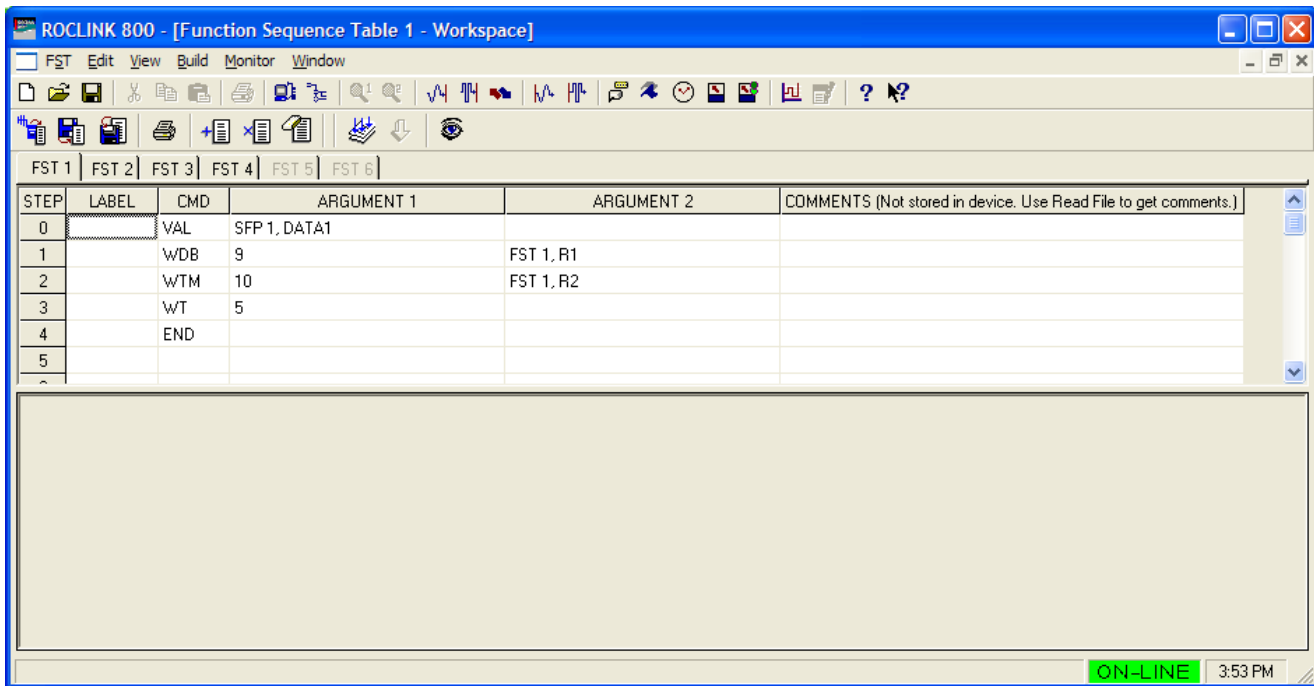 ROCLINK 800 - [Function Sequence Table 1 - Workspace]
FST Edit View Build Monitor Window
FST 1 FST 2 FST 3 FST 4 FST 5 FST 6
STEP LABEL CMD ARGUMENT 1 ARGUMENT 2 COMMENTS (Not stored in device. Use Read File to get comments.)
0 VAL SFP 1, DATA1
1 WDB 9 FST 1, R1
2 WTM 10 FST 1, R2
3 WT 5
4 END
5
ON-LINE 3:53 PM